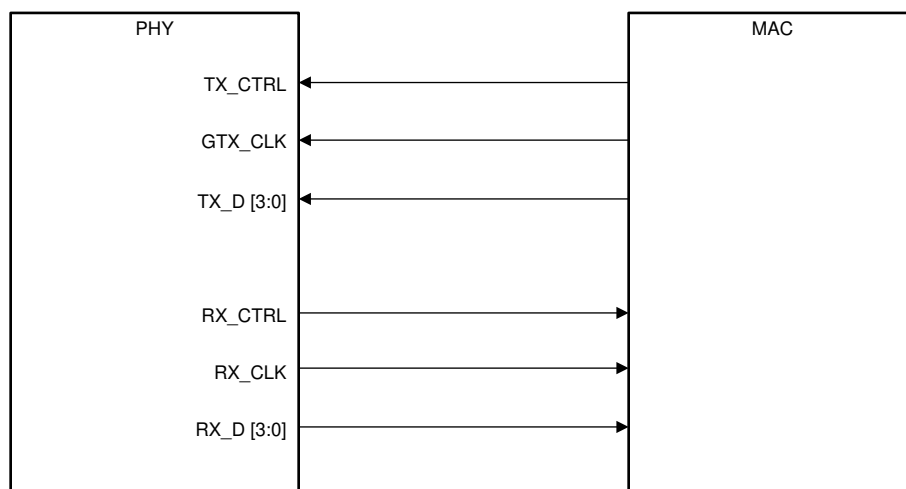 PHY
MAC
TX_CTRL
GTX_CLK
TX_D [3:0]
RX_CTRL
RX_CLK
RX_D [3:0]